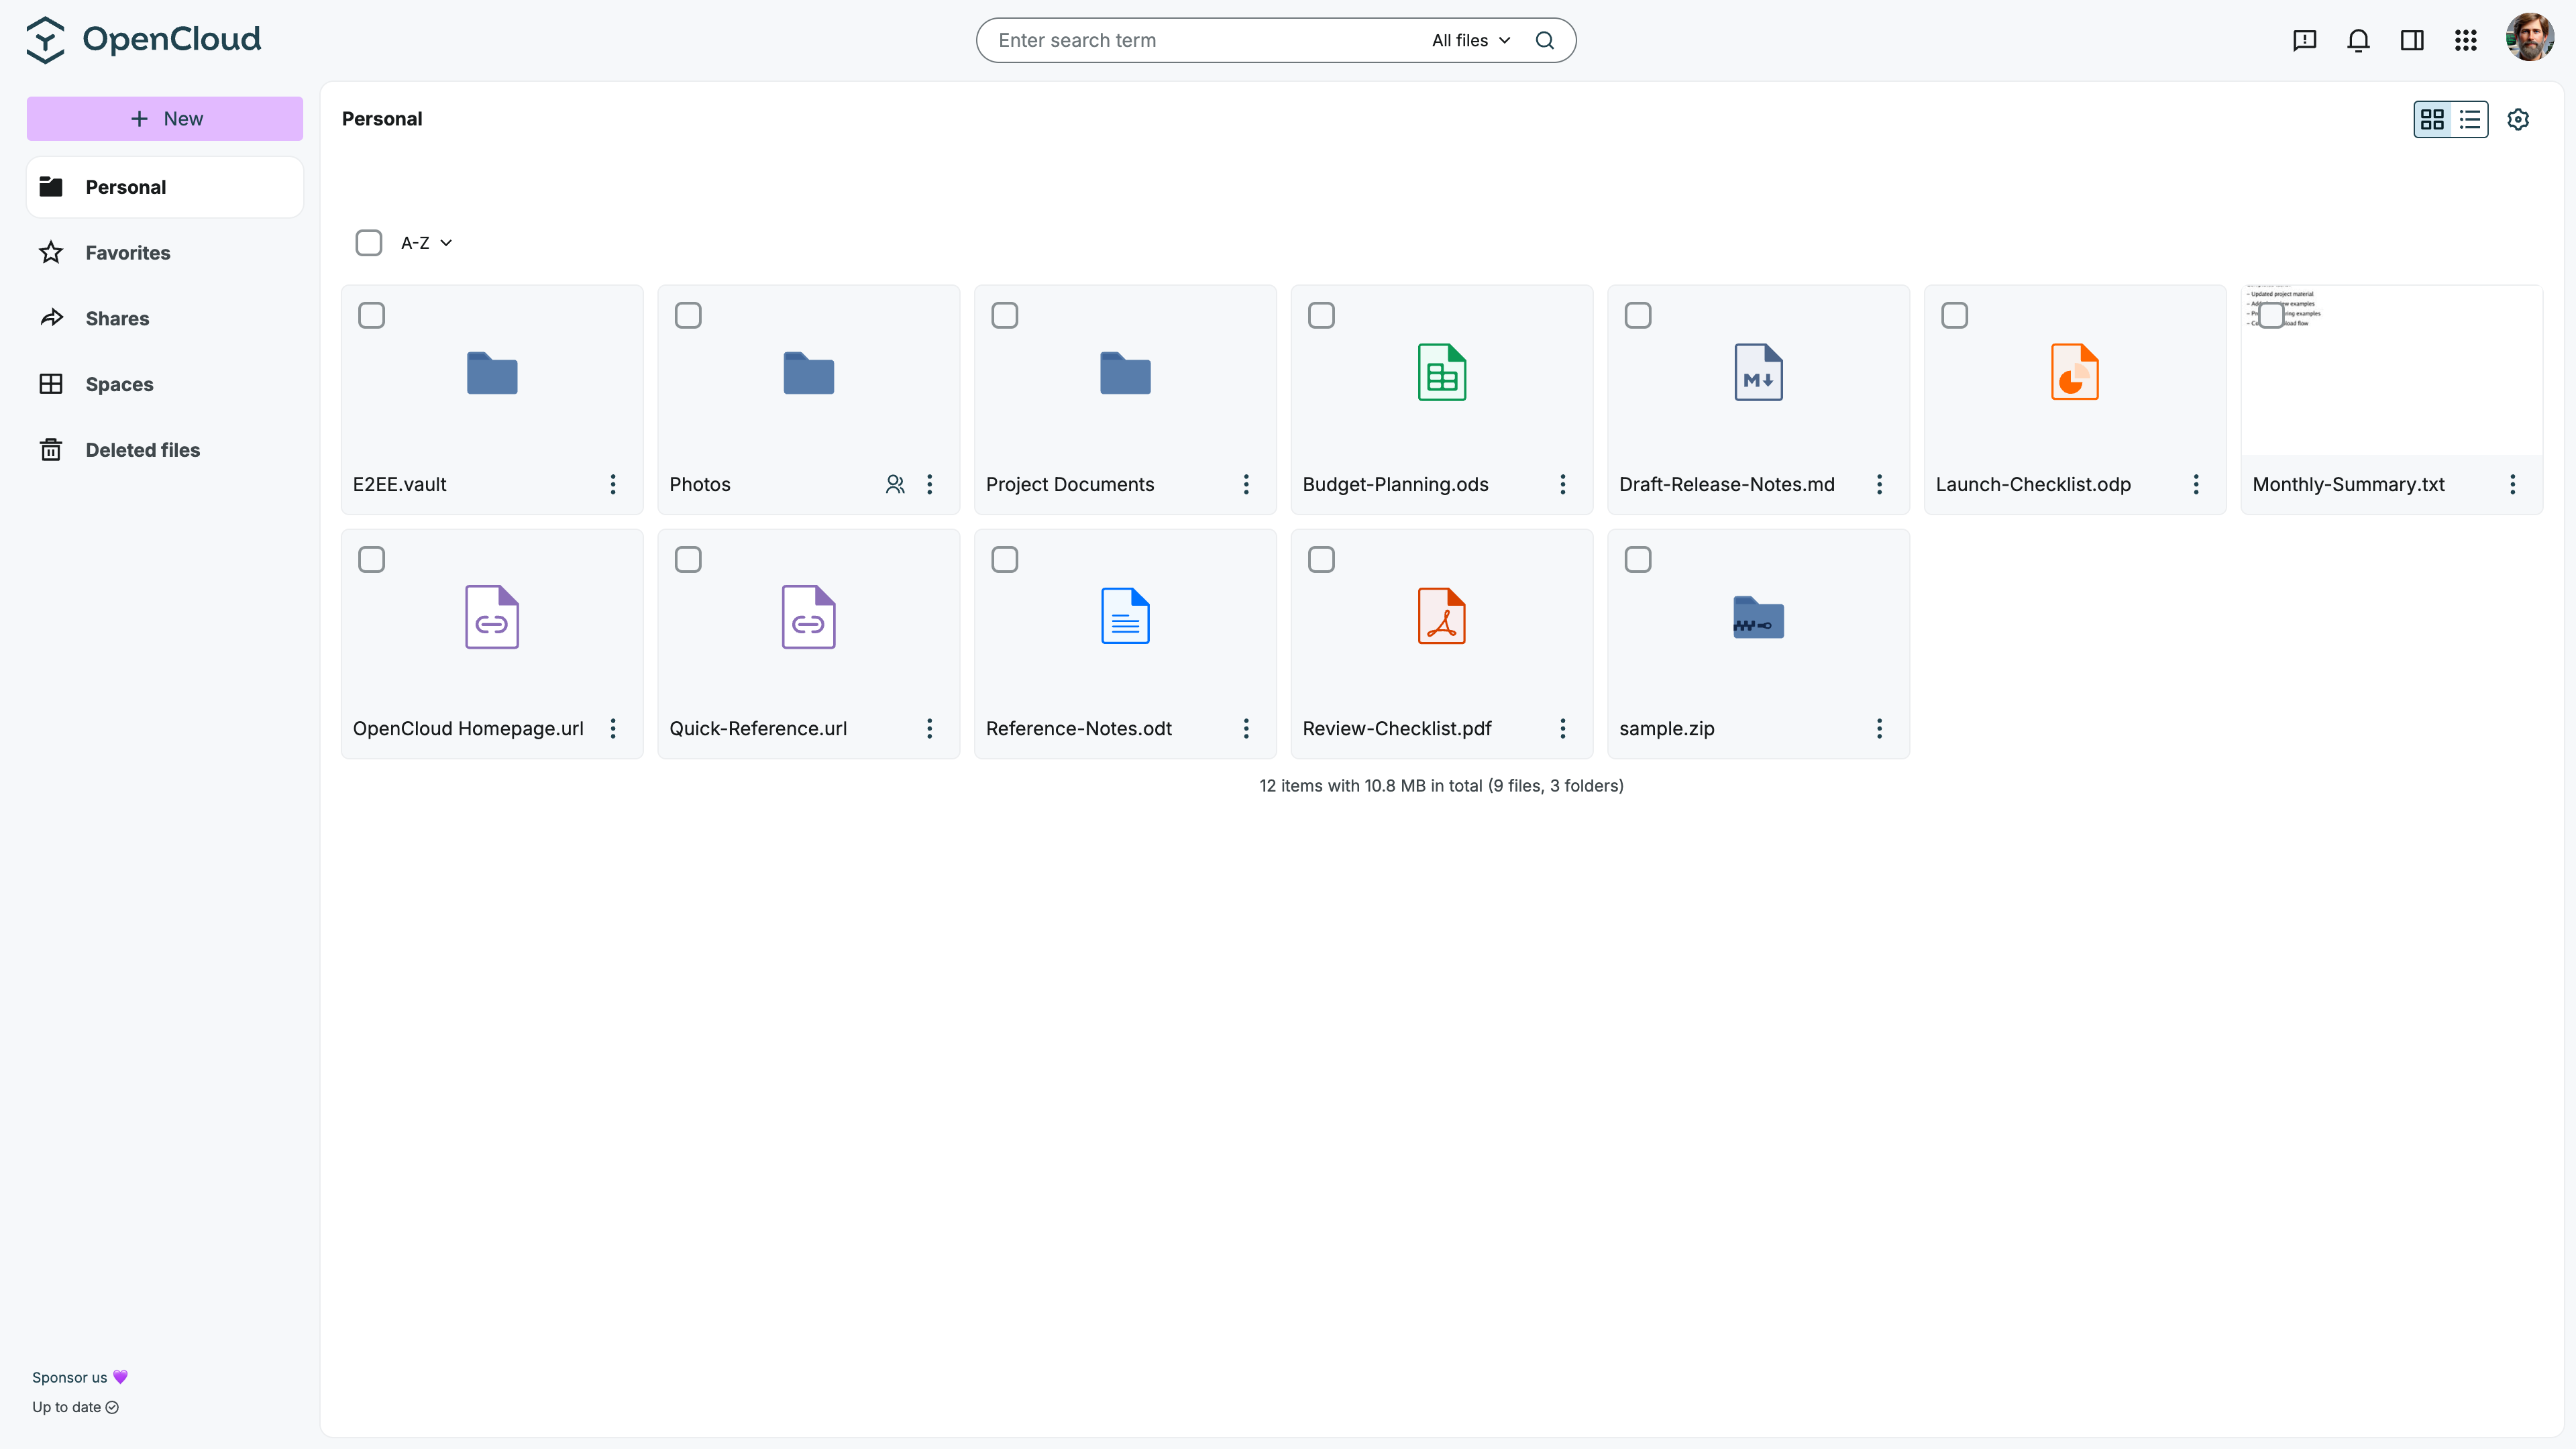 OpenCloud
Enter search term
All files
New
Personal
Favorites
Shares
Spaces
Deleted files
Personal
A-Z
E2EE.vault
Photos
Project Documents
Budget-Planning.ods
M
Draft-Release-Notes.md
Launch-Checklist.odp
– Updated project material
Monthly-Summary.txt
OpenCloud Homepage.url
Quick-Reference.url
Reference-Notes.odt
Review-Checklist.pdf
sample.zip
12 items with 10.8 MB in total (9 files, 3 folders)
Sponsor us 💜
Up to date